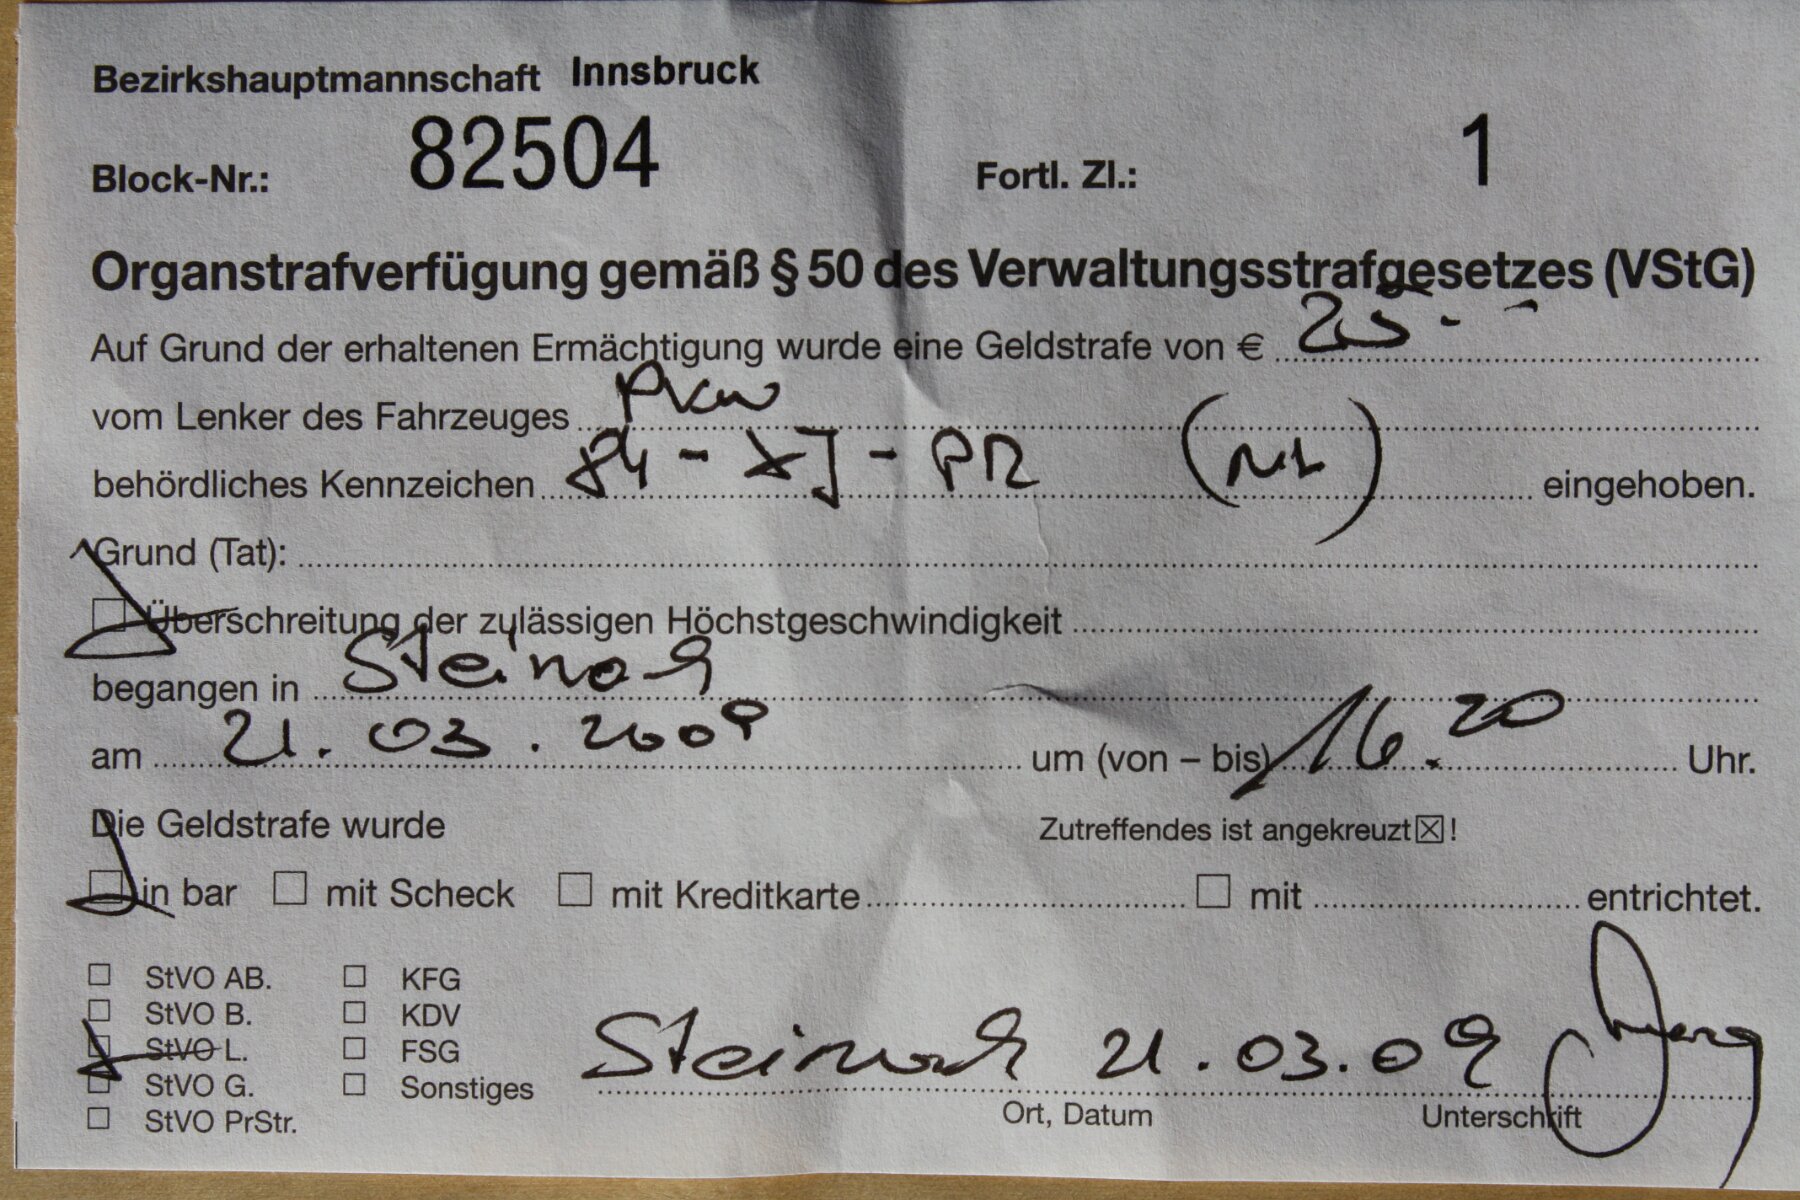 Bezirkshauptmannschaft Innsbruck
Block-Nr.: 82504 Fortl. Zl.: 1
Organstrafverfügung gemäß § 50 des Verwaltungsstrafgesetzes (VStG)
Auf Grund der erhaltenen Ermächtigung wurde eine Geldstrafe von € 25.-
vom Lenker des Fahrzeuges PKW
behördliches Kennzeichen - XJ - PR (NL) eingehoben.
Grund (Tat):
☒ Überschreitung der zulässigen Höchstgeschwindigkeit
begangen in Steinach
am 21.03.2009 um (von – bis) 16.20 Uhr.
Die Geldstrafe wurde Zutreffendes ist angekreuzt ☒!
☒ in bar ☐ mit Scheck ☐ mit Kreditkarte ☐ mit entrichtet.
☐ StVO AB. ☐ KFG
☐ StVO B. ☐ KDV
☒ StVO L. ☐ FSG
☐ StVO G. ☐ Sonstiges
☐ StVO PrStr.
Steinach 21.03.09
Ort, Datum Unterschrift